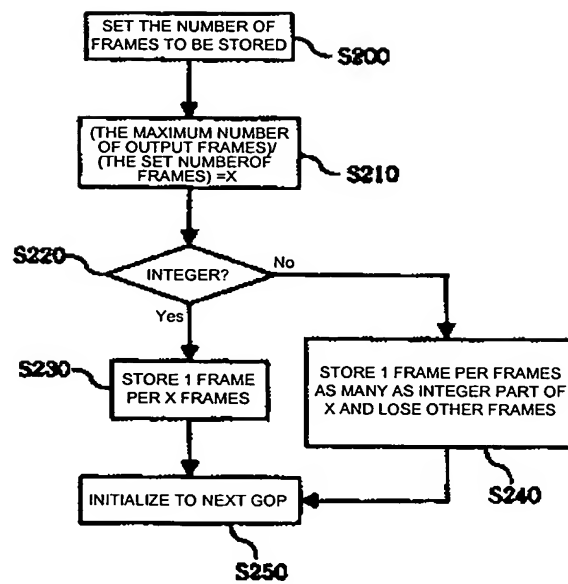 SET THE NUMBER OF
FRAMES TO BE STORED
S200
(THE MAXIMUM NUMBER
OF OUTPUT FRAMES)/
(THE SET NUMBEROF
FRAMES) =X
S210
S220
INTEGER?
No
Yes
S230
STORE 1 FRAME
PER X FRAMES
STORE 1 FRAME PER FRAMES
AS MANY AS INTEGER PART OF
X AND LOSE OTHER FRAMES
S240
INITIALIZE TO NEXT GOP
S250